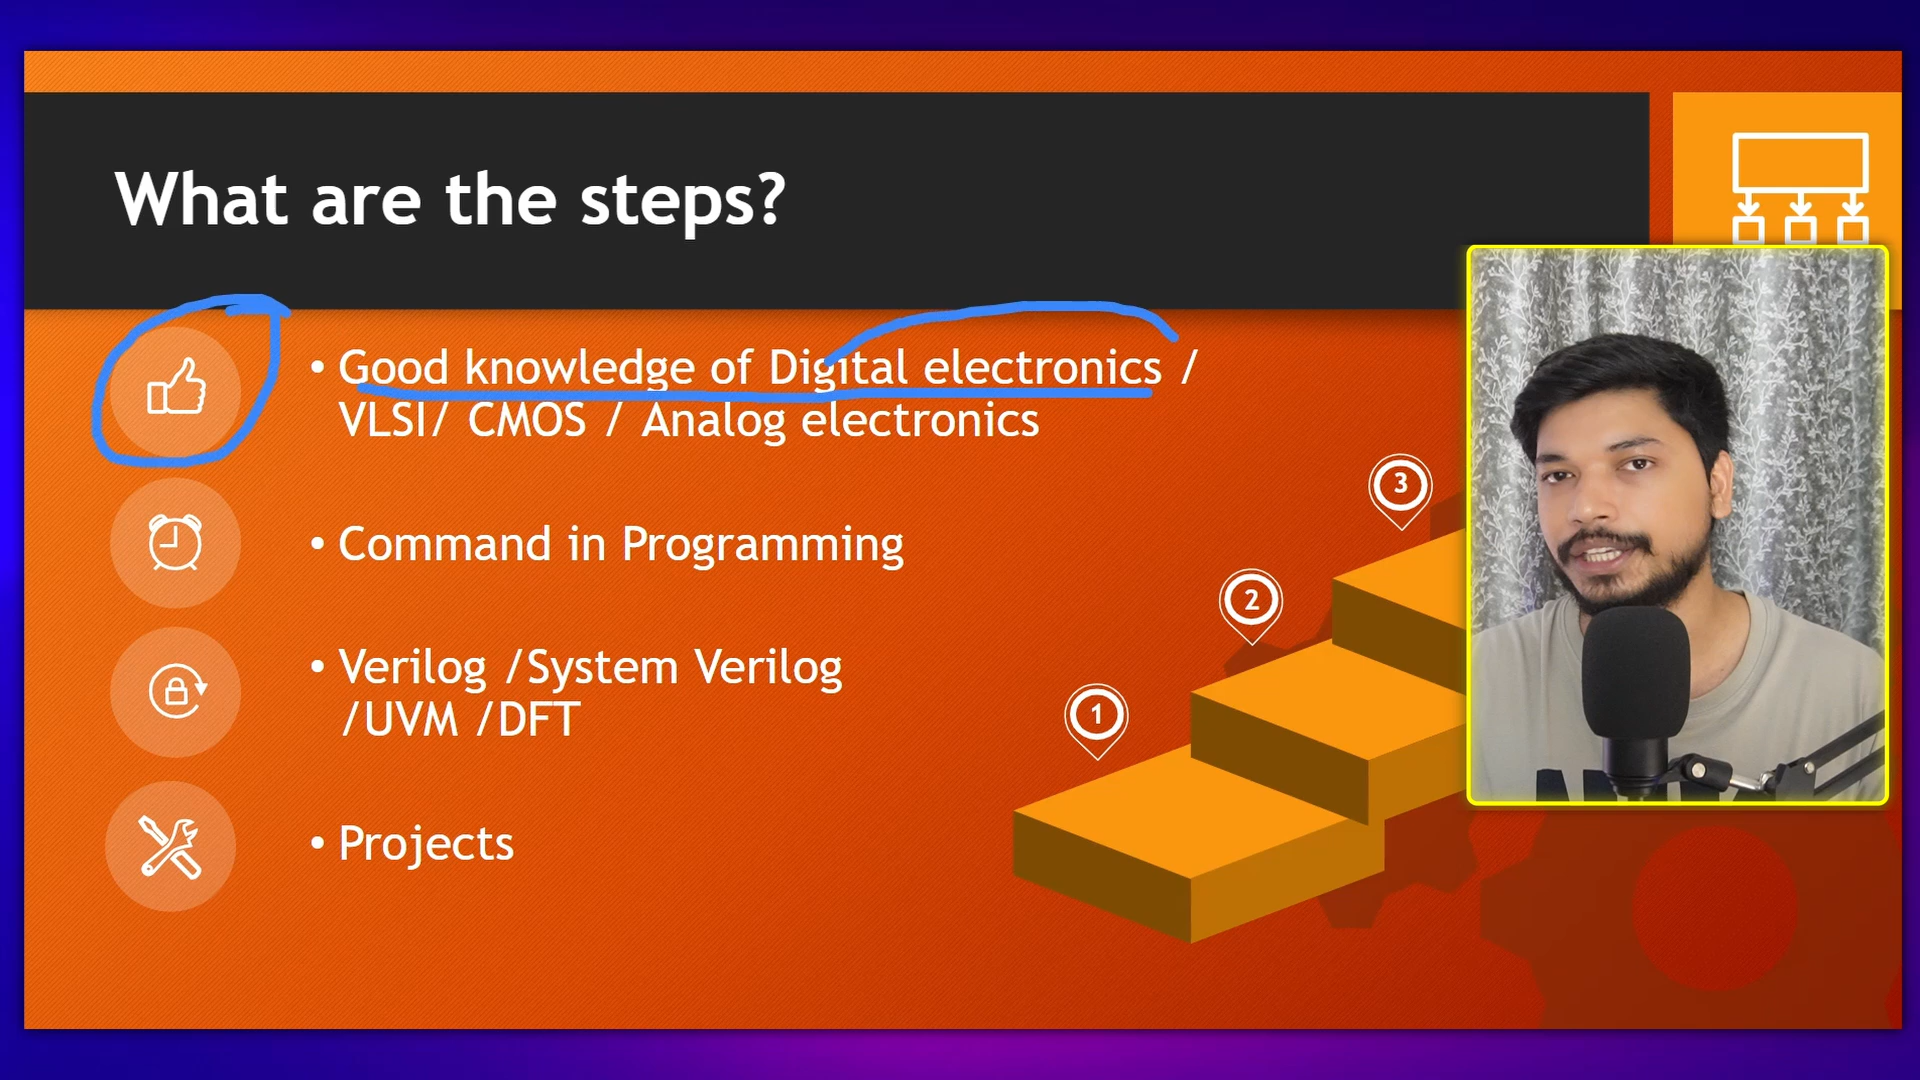 What are the steps?
• Good knowledge of Digital electronics /
VLSI/ CMOS / Analog electronics
• Command in Programming
• Verilog /System Verilog
/UVM /DFT
• Projects
3
2
1